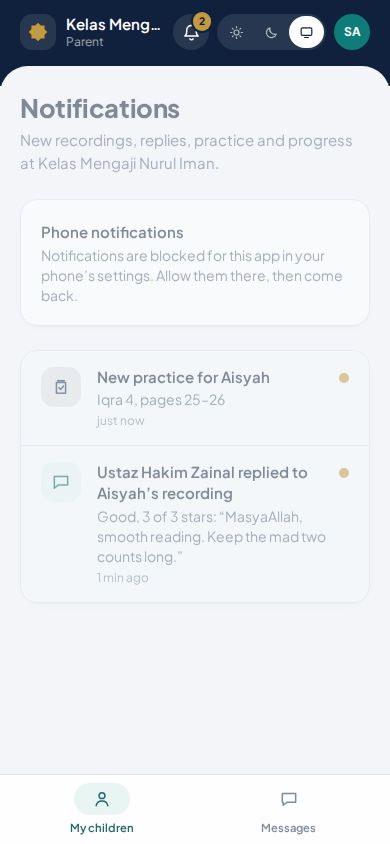 Kelas Meng…
Parent
2
SA
Notifications
New recordings, replies, practice and progress
at Kelas Mengaji Nurul Iman.
Phone notifications
Notifications are blocked for this app in your
phone’s settings. Allow them there, then come
back.
New practice for Aisyah
Iqra 4, pages 25–26
just now
Ustaz Hakim Zainal replied to
Aisyah’s recording
Good, 3 of 3 stars: “MasyaAllah,
smooth reading. Keep the mad two
counts long.”
1 min ago
My children
Messages